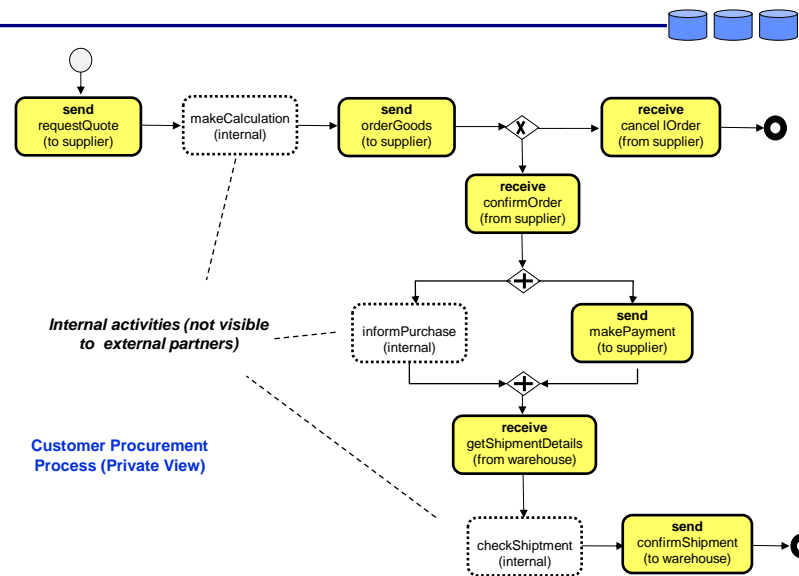 send
requestQuote
(to supplier)
makeCalculation
(internal)
send
orderGoods
(to supplier)
X
receive
cancel lOrder
(from supplier)
receive
confirmOrder
(from supplier)
Internal activities (not visible
to external partners)
informPurchase
(internal)
send
makePayment
(to supplier)
receive
getShipmentDetails
(from warehouse)
Customer Procurement
Process (Private View)
checkShiptment
(internal)
send
confirmShipment
(to warehouse)